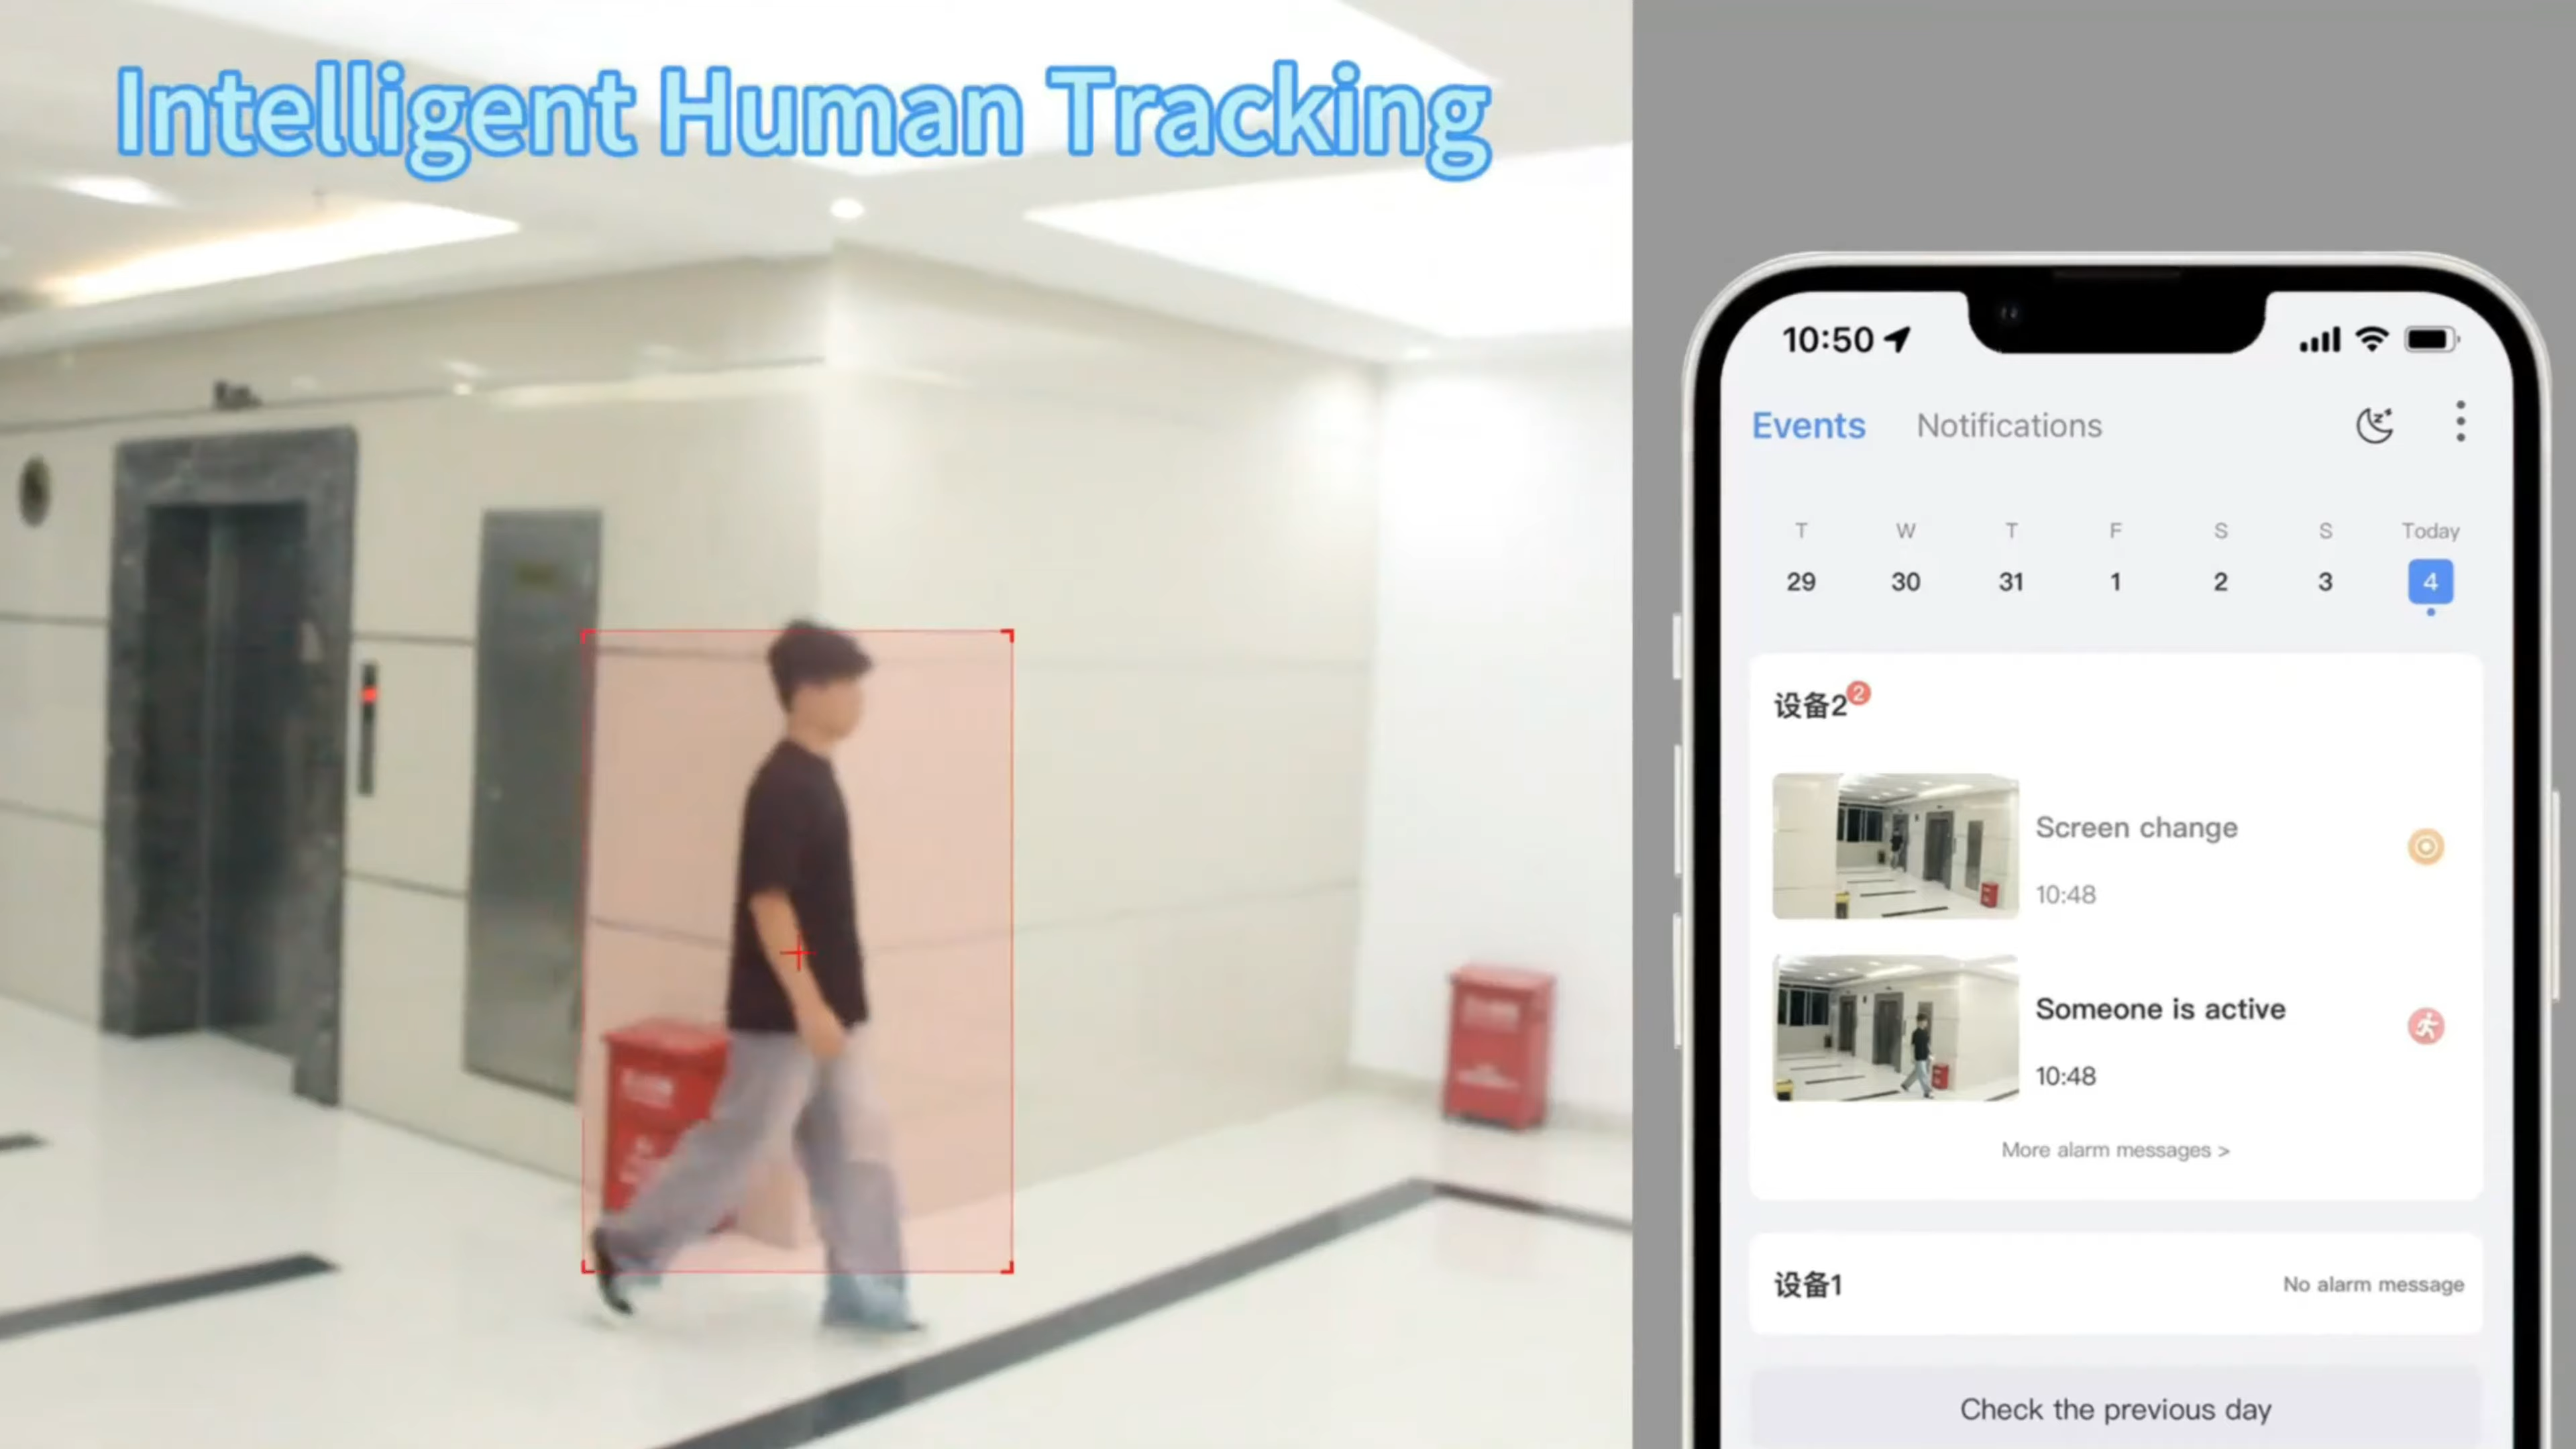 Intelligent Human Tracking
10:50
Events Notifications
T W T F S S Today
29 30 31 1 2 3 4
设备2 2
Screen change
10:48
Someone is active
10:48
More alarm messages >
设备1 No alarm message
Check the previous day